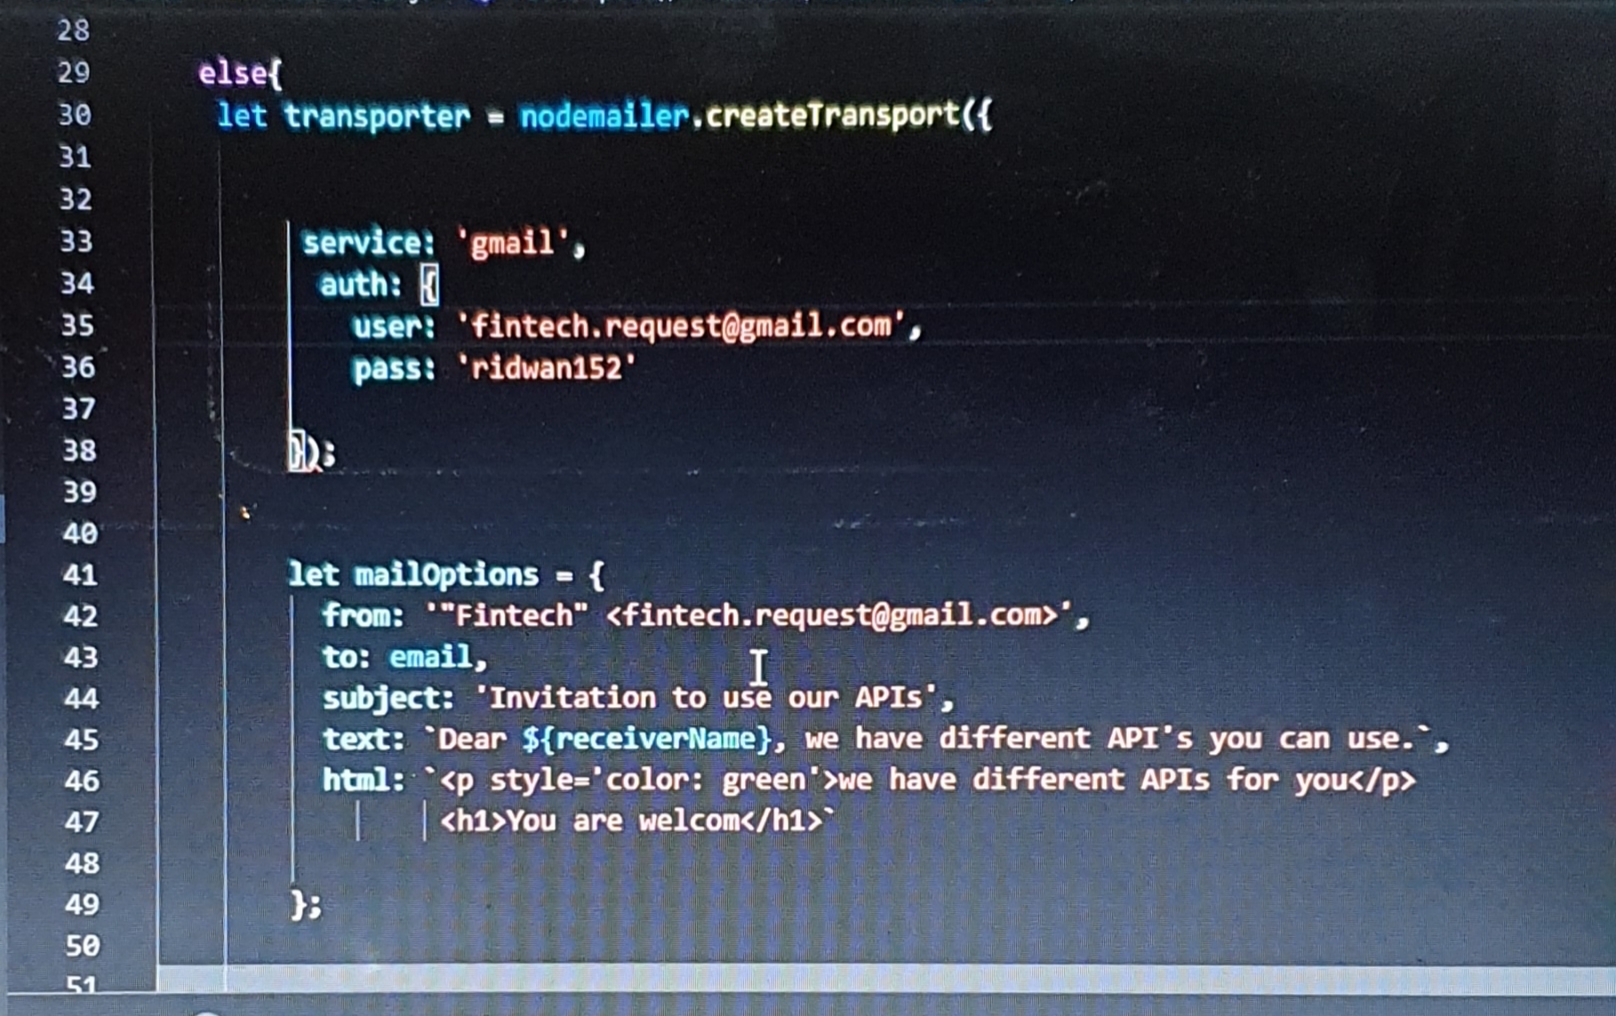 28
29 else{
30 let transporter = nodemailer.createTransport({
31
32
33 service: 'gmail',
34 auth: {
35 user: 'fintech.request@gmail.com',
36 pass: 'ridwan152'
37
38 });
39
40
41 let mailOptions = {
42 from: '"Fintech" <fintech.request@gmail.com>',
43 to: email,
44 subject: 'Invitation to use our APIs',
45 text: `Dear ${receiverName}, we have different API's you can use.`,
46 html: `<p style='color: green'>we have different APIs for you</p>
47 <h1>You are welcom</h1>`
48
49 };
50
51